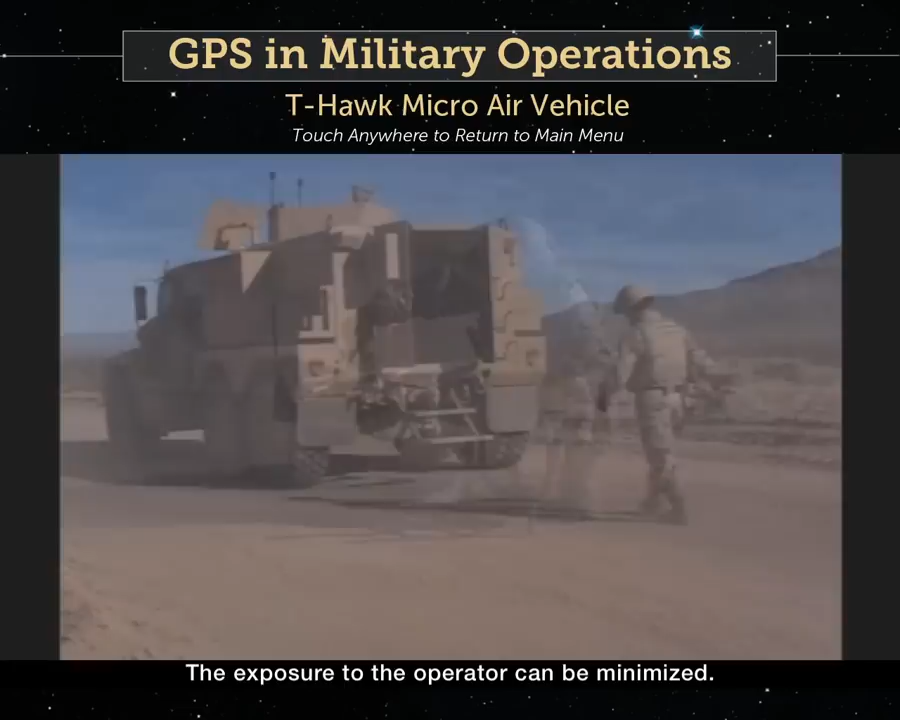 GPS in Military Operations
T-Hawk Micro Air Vehicle
Touch Anywhere to Return to Main Menu
The exposure to the operator can be minimized.